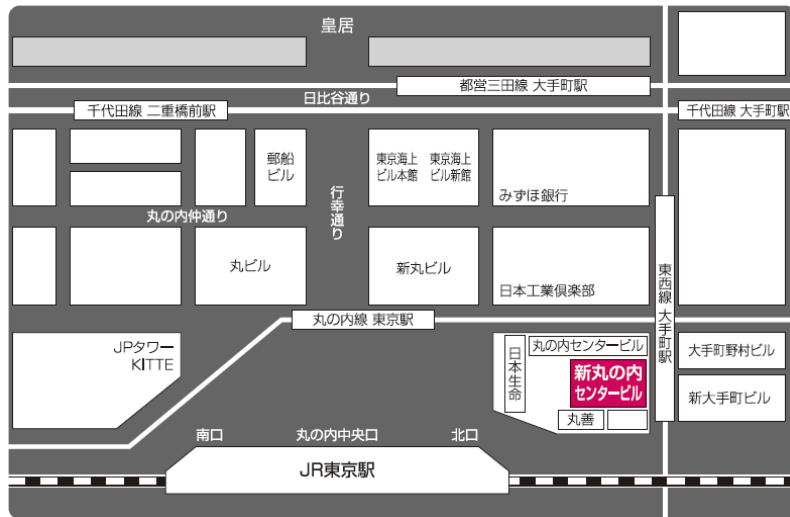 皇居
都営三田線 大手町駅
日比谷通り
千代田線 二重橋前駅
千代田線 大手町駅
郵船
ビル
東京海上
ビル本館
東京海上
ビル新館
みずほ銀行
行幸通り
丸の内仲通り
丸ビル
新丸ビル
日本工業倶楽部
東西線 大手町駅
丸の内線 東京駅
JPタワー
KITTE
日本生命
丸の内センタービル
新丸の内
センタービル
丸善
大手町野村ビル
新大手町ビル
南口
丸の内中央口
北口
JR東京駅